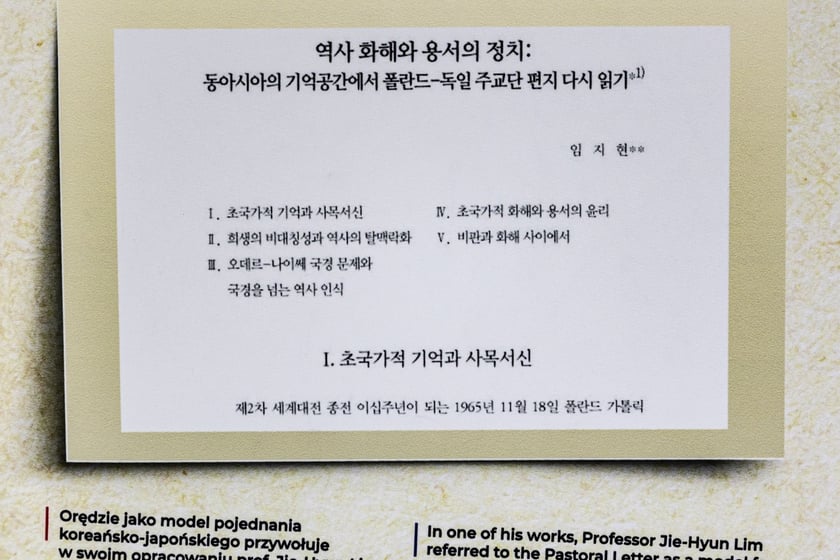 역사 화해와 용서의 정치:
동아시아의 기억공간에서 폴란드-독일 주교단 편지 다시 읽기*1)
임 지 현**
Ⅰ. 초국가적 기억과 사목서신
Ⅱ. 희생의 비대칭성과 역사의 탈맥락화
Ⅲ. 오데르-나이쎄 국경 문제와
국경을 넘는 역사 인식
Ⅳ. 초국가적 화해와 용서의 윤리
Ⅴ. 비판과 화해 사이에서
Ⅰ. 초국가적 기억과 사목서신
제2차 세계대전 종전 이십주년이 되는 1965년 11월 18일 폴란드 가톨릭
Orędzie jako model pojednania
koreańsko-japońskiego przywołuje
w swoim opracowaniu prof.
In one of his works, Professor Jie-Hyun Lim
referred to the Pastoral Letter as a model